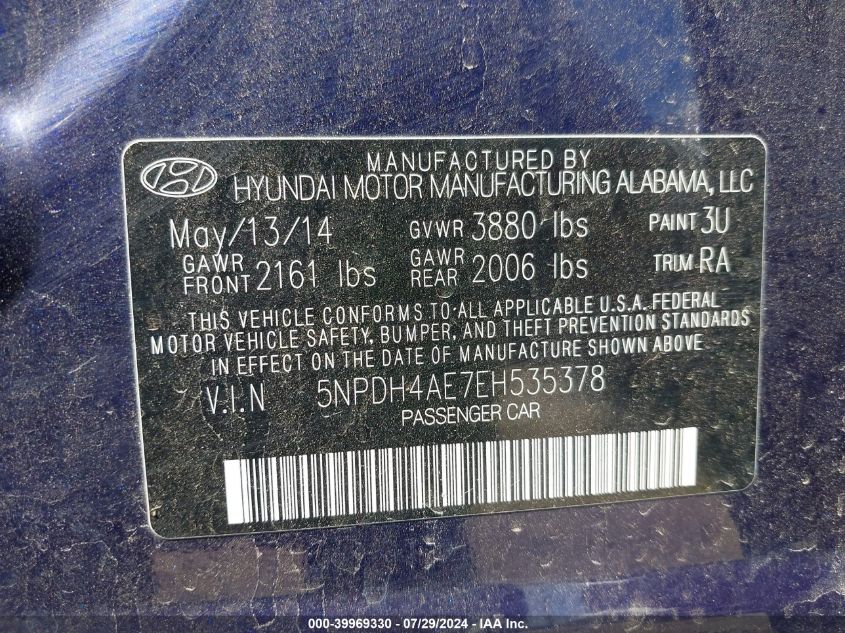 MANUFACTURED BY
HYUNDAI MOTOR MANUFACTURING ALABAMA, LLC
May/13/14 GVWR 3880 lbs PAINT 3U
GAWR FRONT 2161 lbs GAWR REAR 2006 lbs TRIM RA
THIS VEHICLE CONFORMS TO ALL APPLICABLE U.S.A. FEDERAL
MOTOR VEHICLE SAFETY, BUMPER, AND THEFT PREVENTION STANDARDS
IN EFFECT ON THE DATE OF MANUFACTURE SHOWN ABOVE
V.I.N 5NPDH4AE7EH535378
PASSENGER CAR
000-39969330 - 07/29/2024 - IAA Inc.